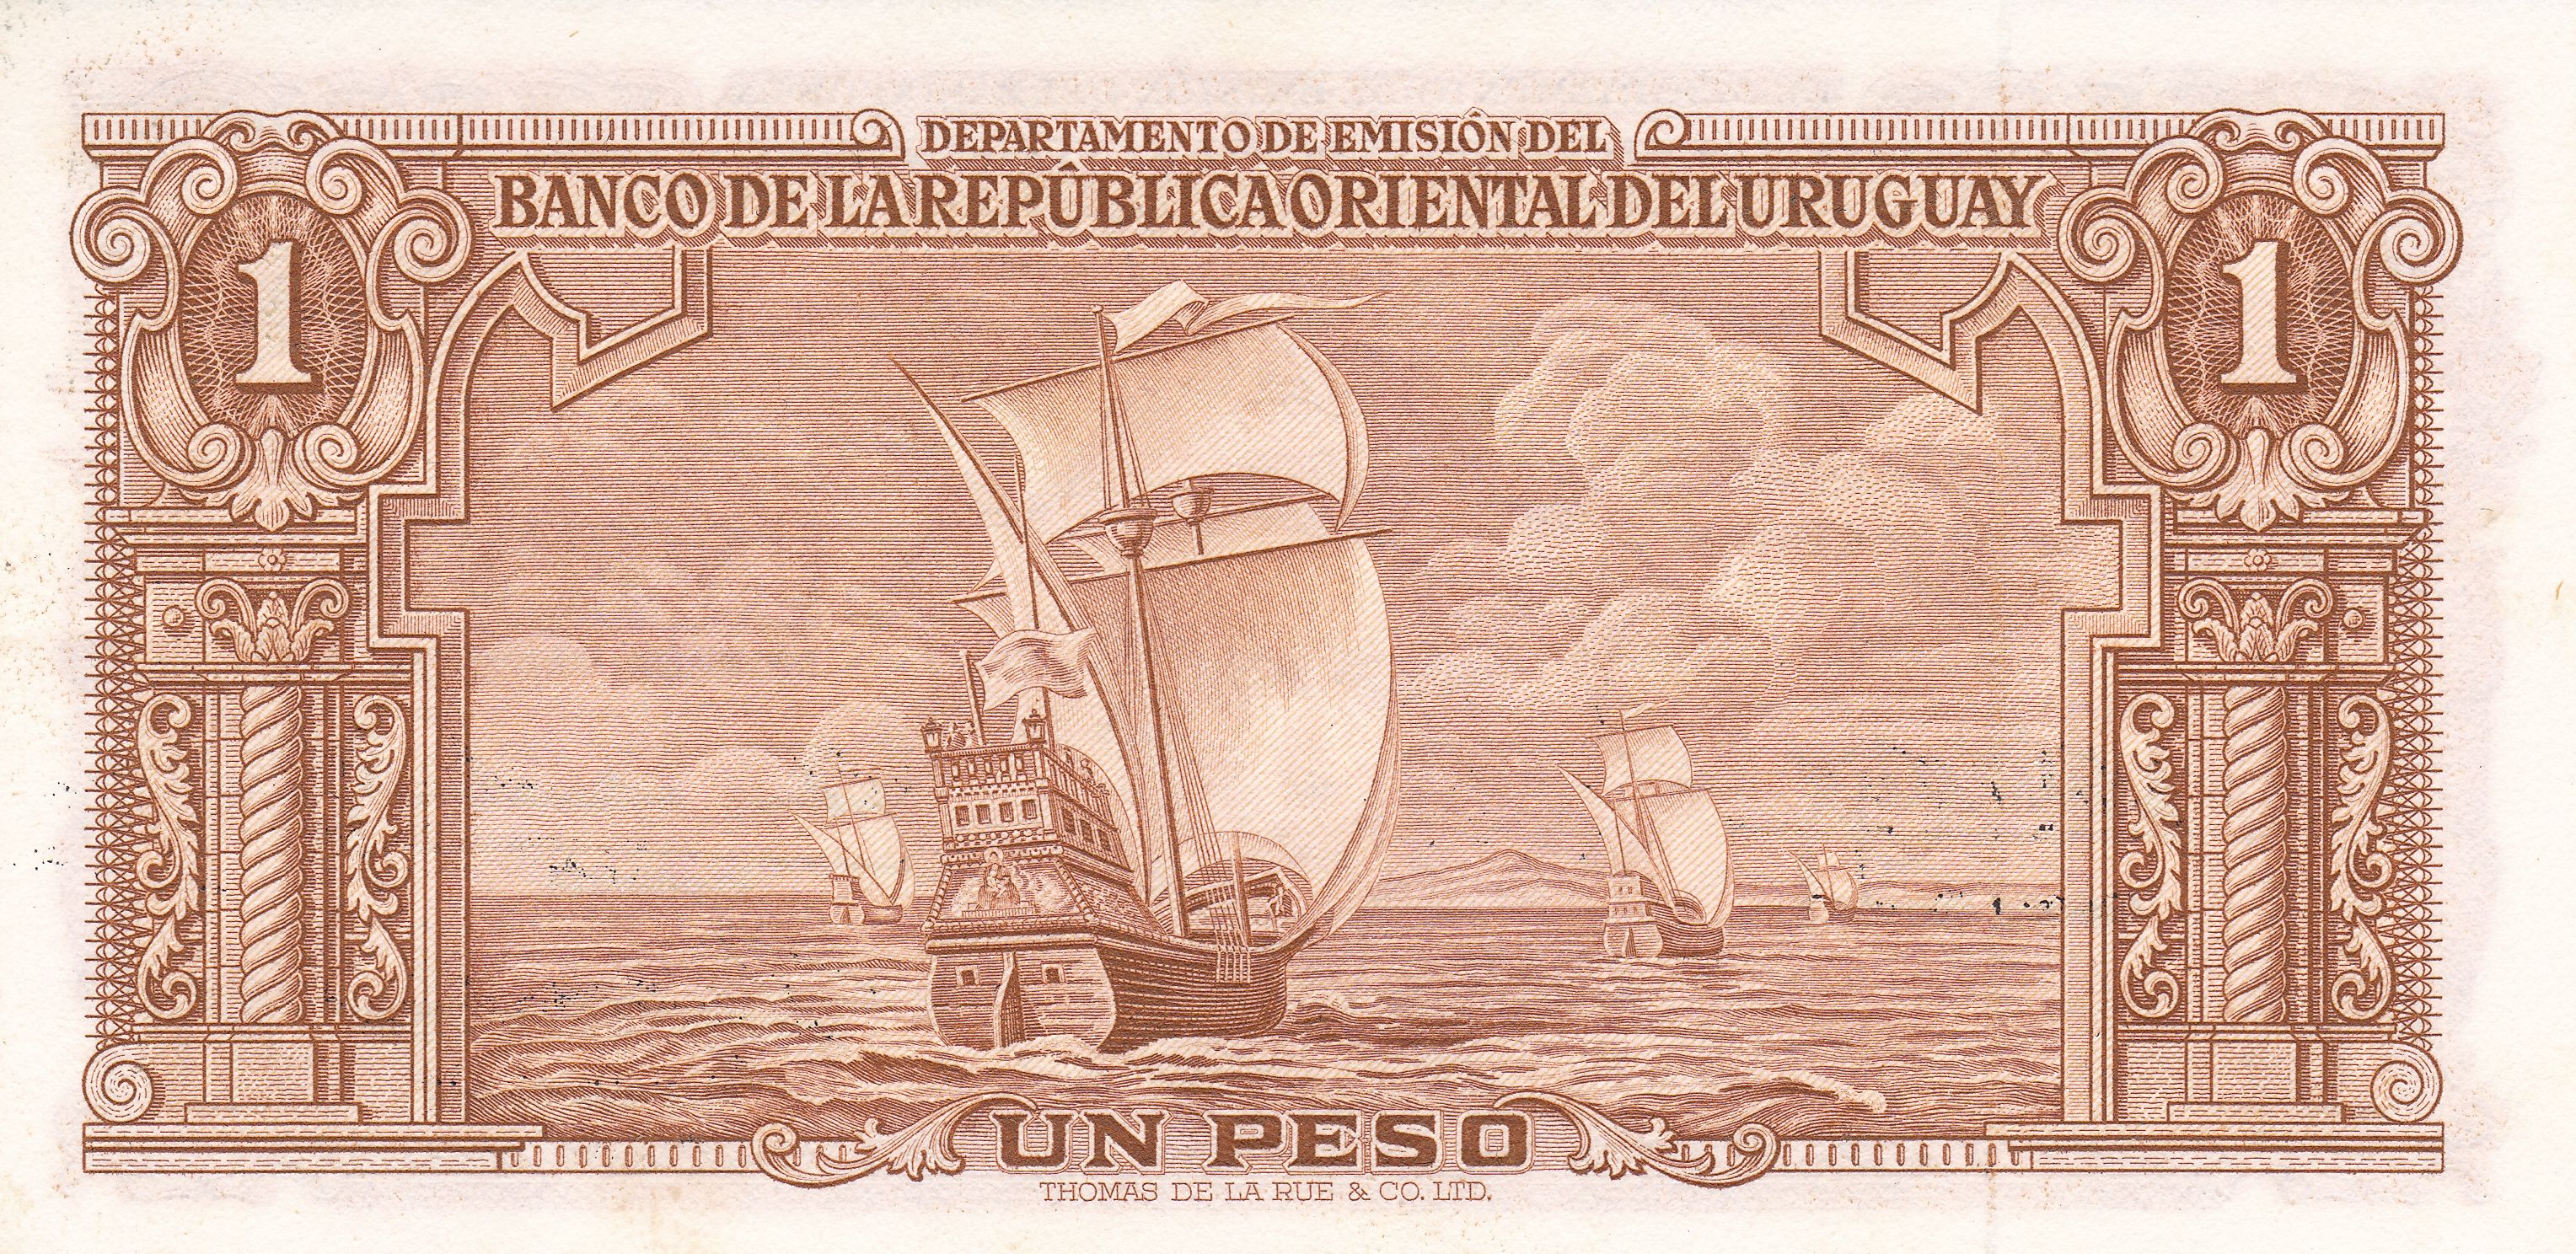 DEPARTAMENTO DE EMISIÓN DEL
BANCO DE LA REPÚBLICA ORIENTAL DEL URUGUAY
1
1
UN PESO
THOMAS DE LA RUE & CO. LTD.